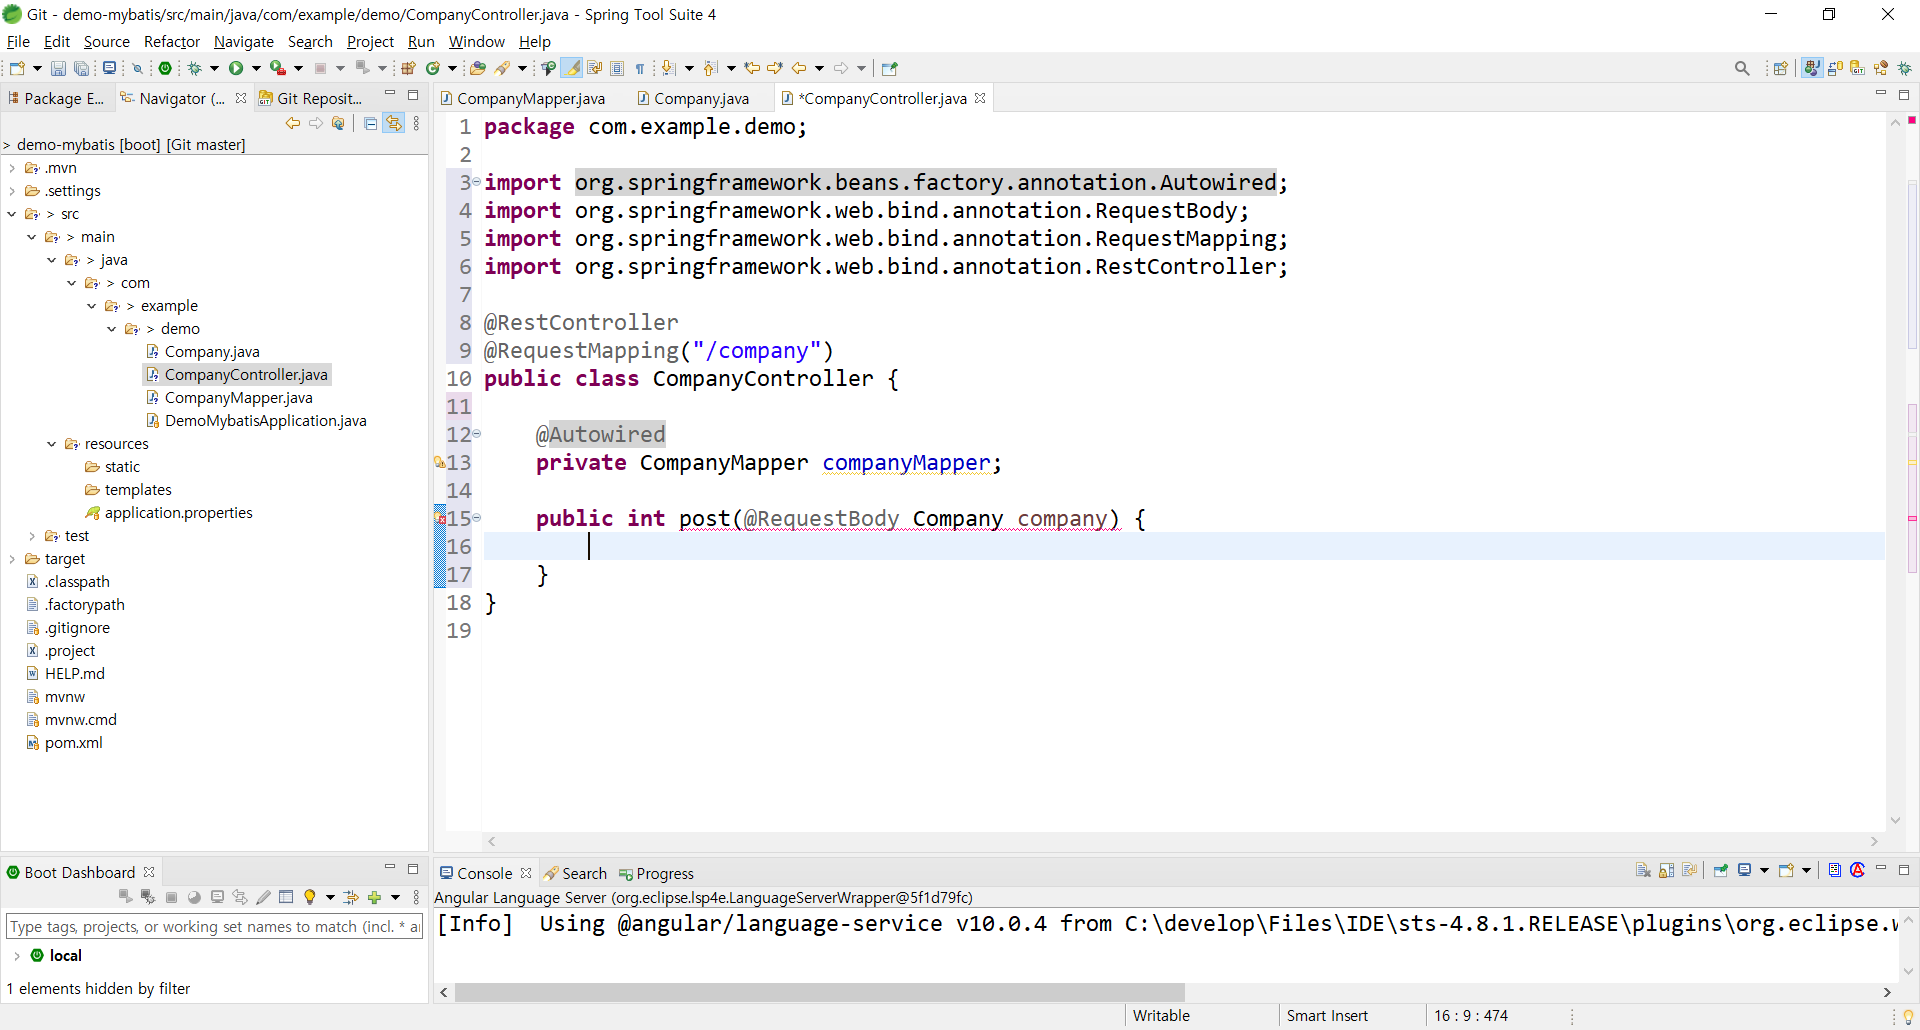 Git - demo-mybatis/src/main/java/com/example/demo/CompanyController.java - Spring Tool Suite 4
File Edit Source Refactor Navigate Search Project Run Window Help
Package E... Navigator (... Git Reposit...
> demo-mybatis [boot] [Git master]
.mvn
.settings
> src
> main
> java
> com
> example
> demo
Company.java
CompanyController.java
CompanyMapper.java
DemoMybatisApplication.java
resources
static
templates
application.properties
test
target
.classpath
.factorypath
.gitignore
.project
HELP.md
mvnw
mvnw.cmd
pom.xml
CompanyMapper.java Company.java *CompanyController.java
1 package com.example.demo;
2
3 import org.springframework.beans.factory.annotation.Autowired;
4 import org.springframework.web.bind.annotation.RequestBody;
5 import org.springframework.web.bind.annotation.RequestMapping;
6 import org.springframework.web.bind.annotation.RestController;
7
8 @RestController
9 @RequestMapping("/company")
10 public class CompanyController {
11
12 @Autowired
13 private CompanyMapper companyMapper;
14
15 public int post(@RequestBody Company company) {
16
17 }
18 }
19
Boot Dashboard
Type tags, projects, or working set names to match (incl. * a
local
1 elements hidden by filter
Console Search Progress
Angular Language Server (org.eclipse.lsp4e.LanguageServerWrapper@5f1d79fc)
[Info] Using @angular/language-service v10.0.4 from C:\develop\Files\IDE\sts-4.8.1.RELEASE\plugins\org.eclipse.w
Writable Smart Insert 16 : 9 : 474